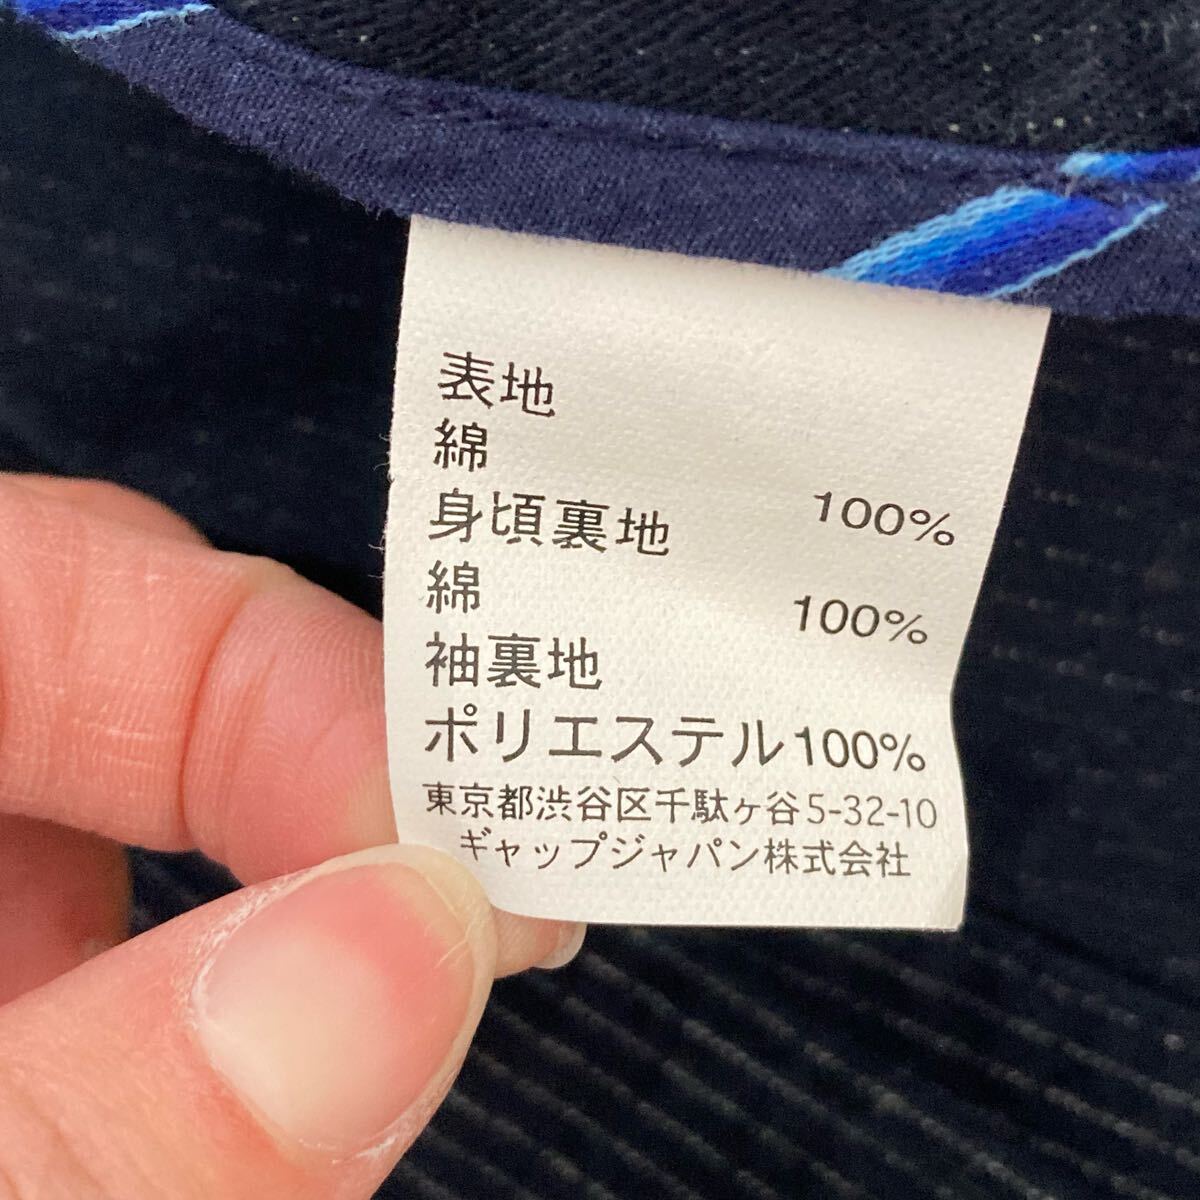 表地
綿 100%
身頃裏地
綿 100%
袖裏地
ポリエステル100%
東京都渋谷区千駄ヶ谷5-32-10
ギャップジャパン株式会社